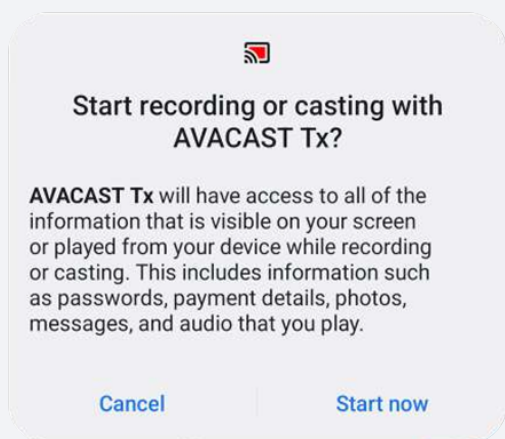 Start recording or casting with
AVACAST Tx?
AVACAST Tx will have access to all of the
information that is visible on your screen
or played from your device while recording
or casting. This includes information such
as passwords, payment details, photos,
messages, and audio that you play.
Cancel
Start now